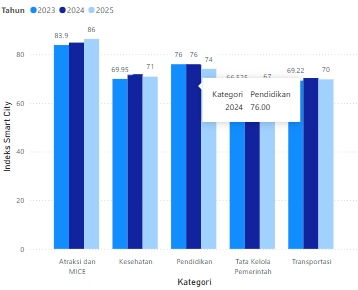 Tahun 2023 2024 2025
Indeks Smart City
80
60
40
20
0
83.9 86
69.95 71
76 76 74
67
69.22 70
Kategori Pendidikan
2024 76.00
Atraksi dan
MICE
Kesehatan
Pendidikan
Tata Kelola
Pemerintah
Transportasi
Kategori